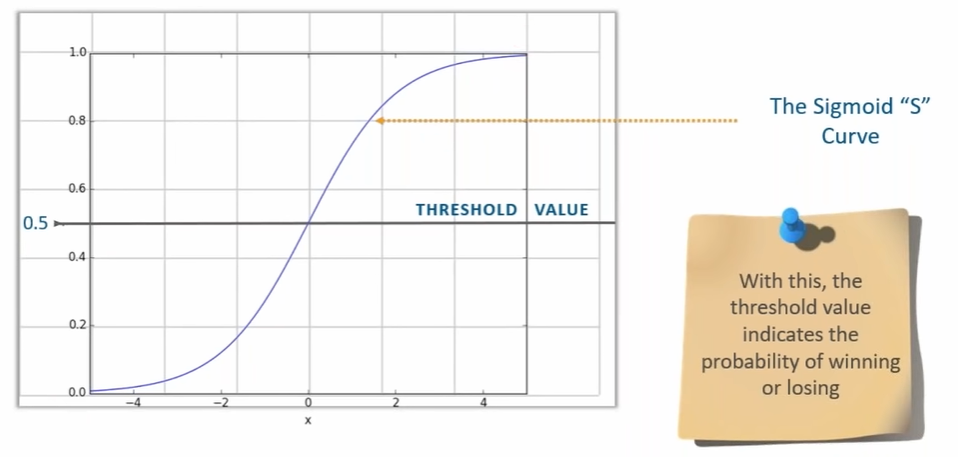 1.0
0.8
0.6
0.5
0.4
0.2
0.0
THRESHOLD VALUE
−4 −2 0 2 4
x
The Sigmoid “S”
Curve
With this, the
threshold value
indicates the
probability of winning
or losing